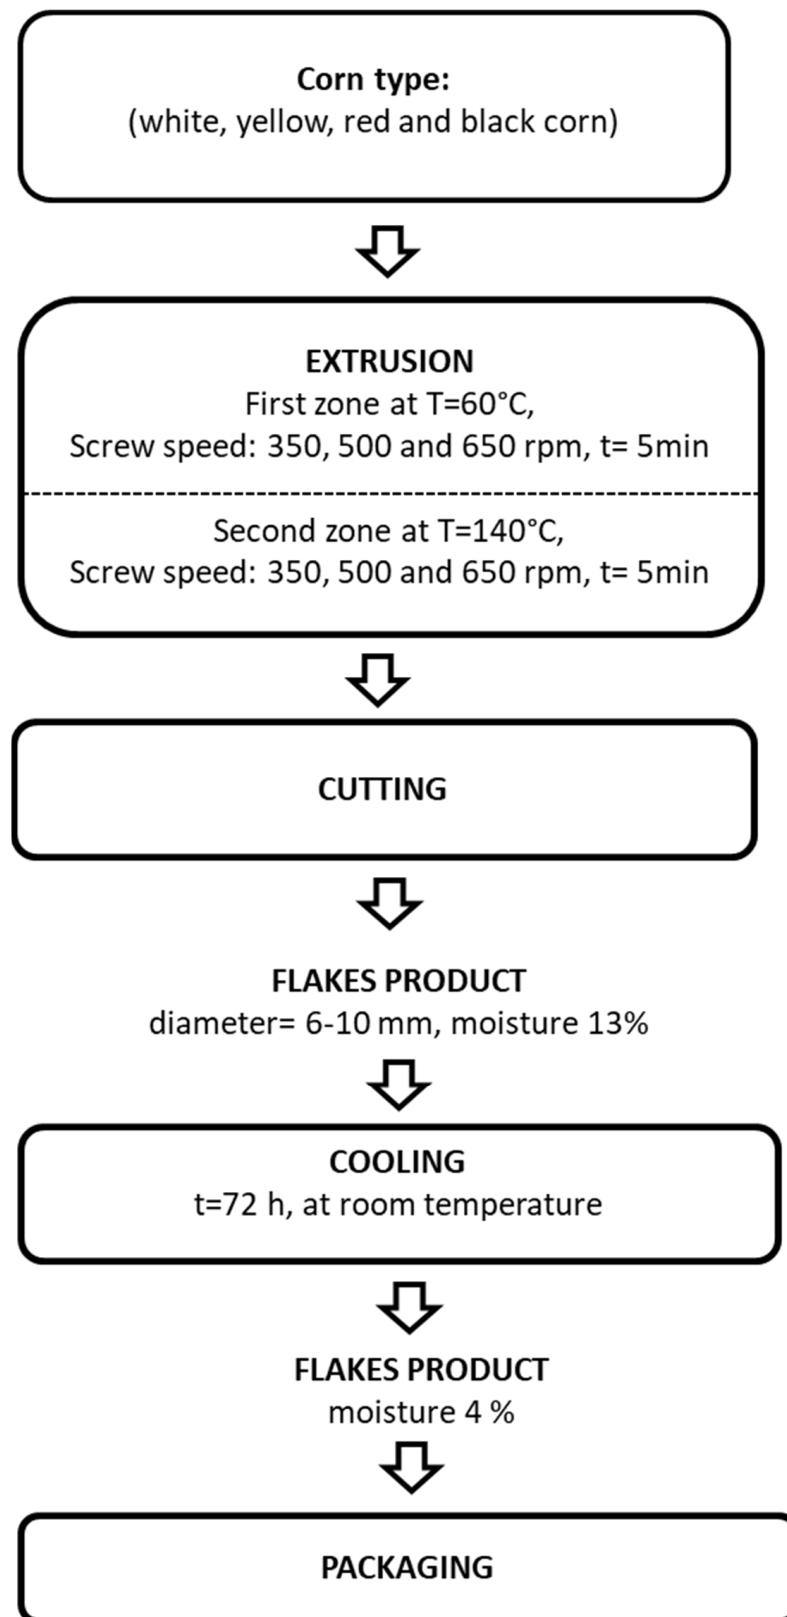 Corn type:
(white, yellow, red and black corn)
EXTRUSION
First zone at T=60°C,
Screw speed: 350, 500 and 650 rpm, t= 5min
Second zone at T=140°C,
Screw speed: 350, 500 and 650 rpm, t= 5min
CUTTING
FLAKES PRODUCT
diameter= 6-10 mm, moisture 13%
COOLING
t=72 h, at room temperature
FLAKES PRODUCT
moisture 4 %
PACKAGING